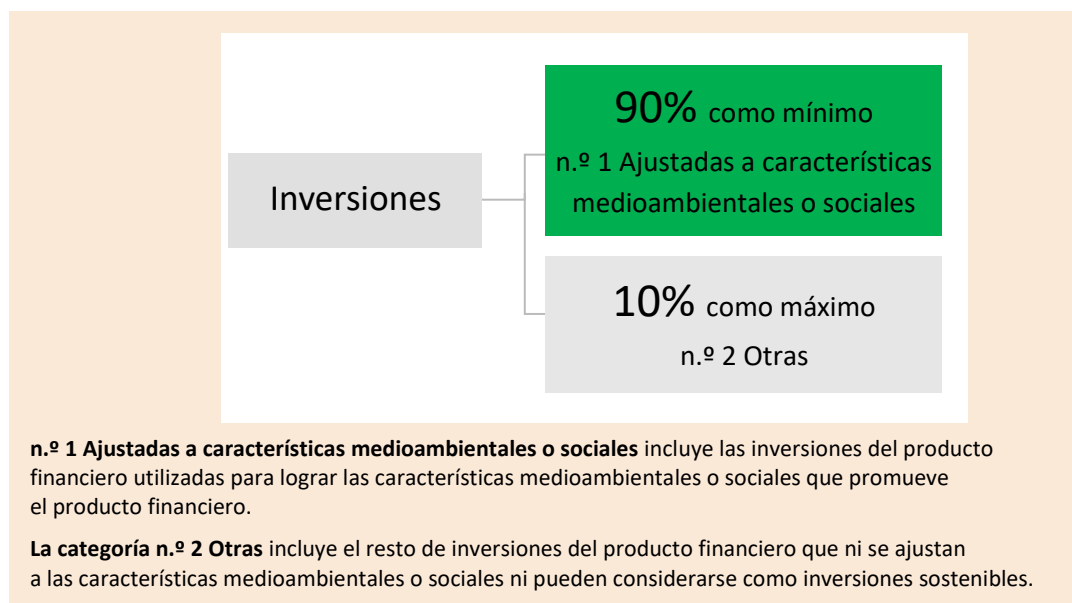 90% como mínimo
n.º 1 Ajustadas a características
medioambientales o sociales
Inversiones
10% como máximo
n.º 2 Otras
n.º 1 Ajustadas a características medioambientales o sociales incluye las inversiones del producto
financiero utilizadas para lograr las características medioambientales o sociales que promueve
el producto financiero.
La categoría n.º 2 Otras incluye el resto de inversiones del producto financiero que ni se ajustan
a las características medioambientales o sociales ni pueden considerarse como inversiones sostenibles.